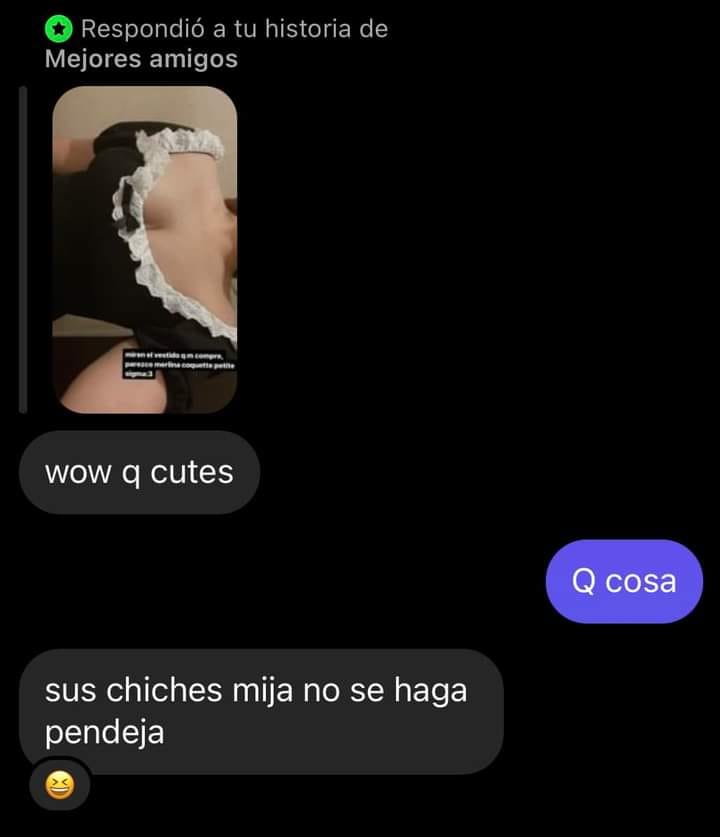 Respondió a tu historia de
Mejores amigos
miren el vestido q m compre,
parezco merlina coquette petite
sigma:3
wow q cutes
Q cosa
sus chiches mija no se haga
pendeja